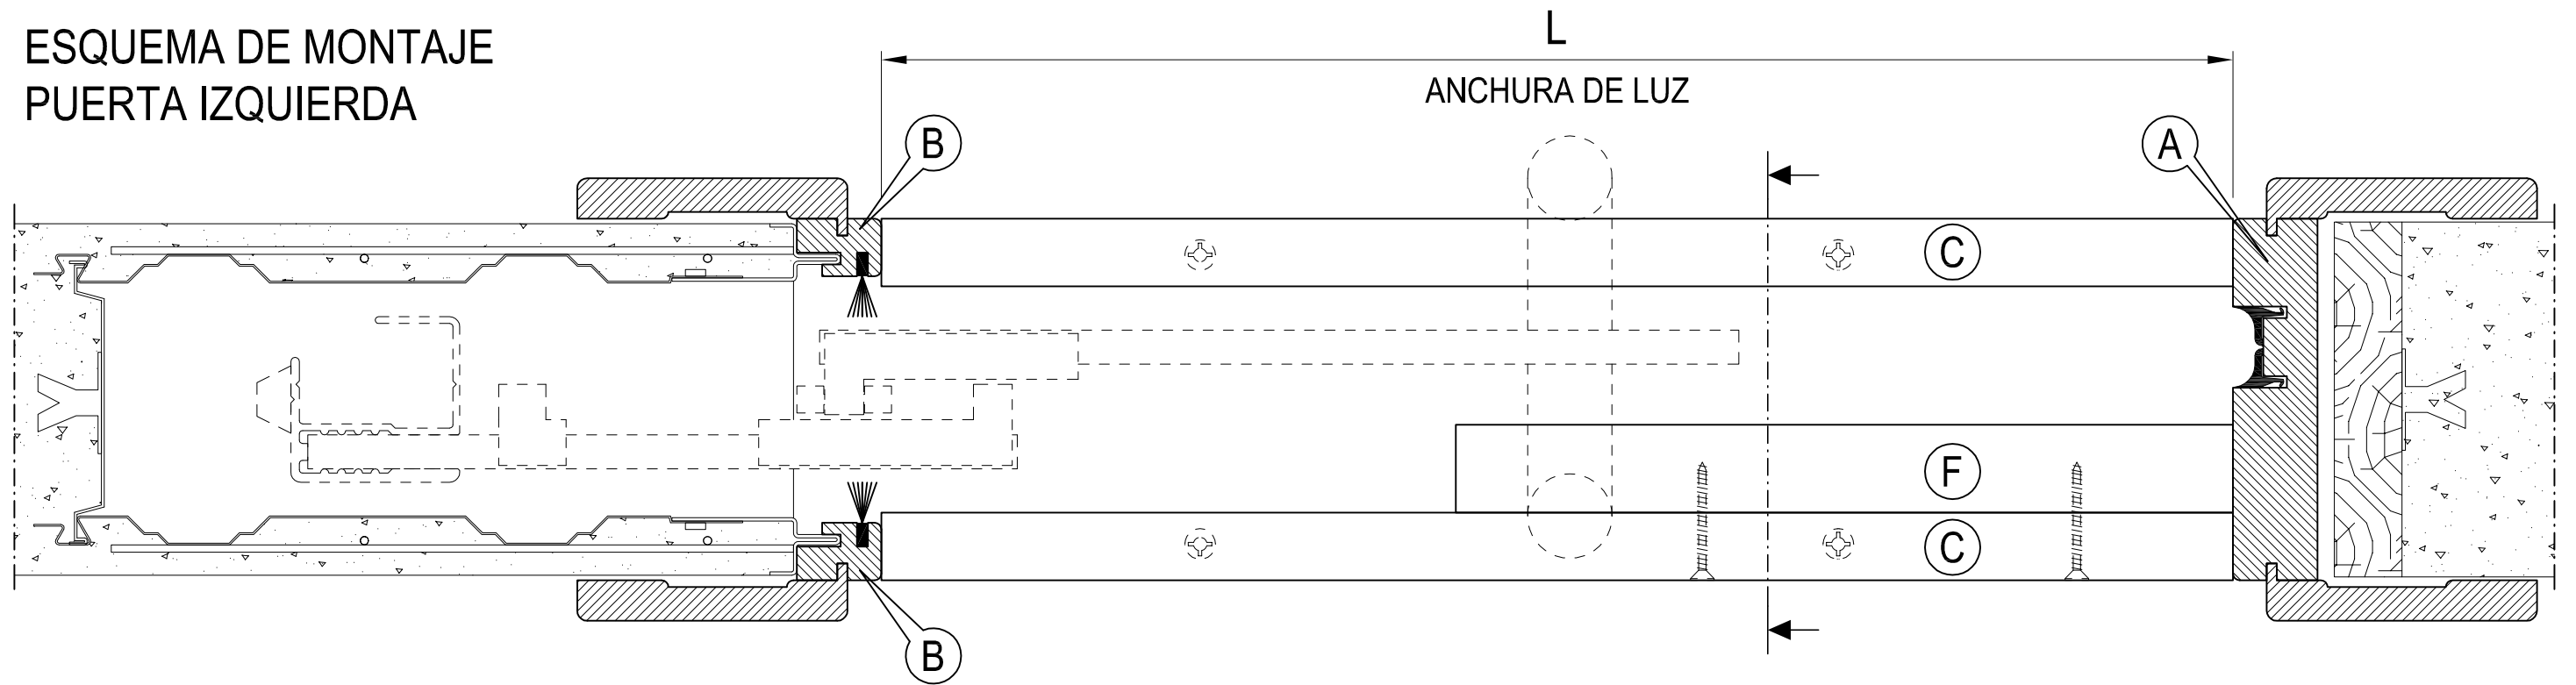 ESQUEMA DE MONTAJE
PUERTA IZQUIERDA
L
ANCHURA DE LUZ
B
A
C
F
C
B